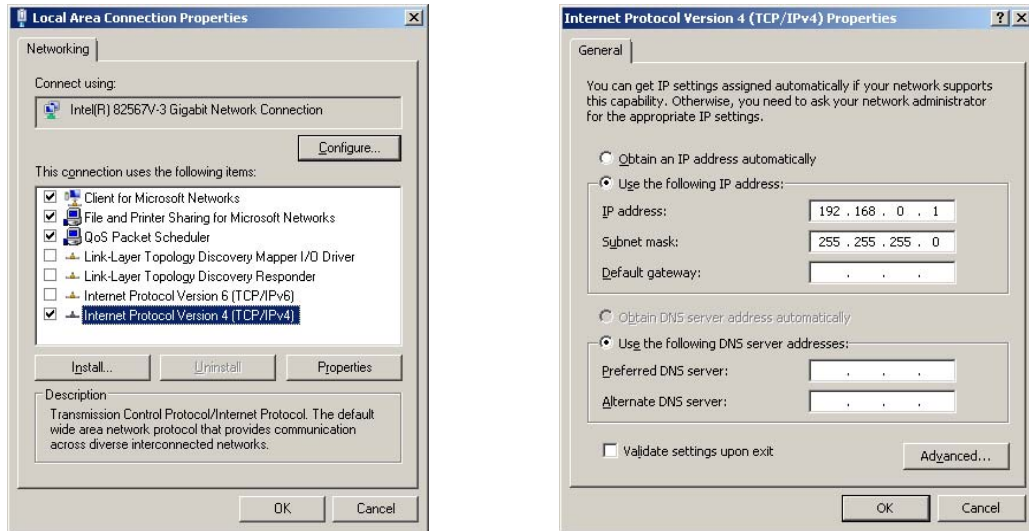 Local Area Connection Properties
Networking
Connect using:
Intel(R) 82567V-3 Gigabit Network Connection
Configure...
This connection uses the following items:
Client for Microsoft Networks
File and Printer Sharing for Microsoft Networks
QoS Packet Scheduler
Link-Layer Topology Discovery Mapper I/O Driver
Link-Layer Topology Discovery Responder
Internet Protocol Version 6 (TCP/IPv6)
Internet Protocol Version 4 (TCP/IPv4)
Install...
Uninstall
Properties
Description
Transmission Control Protocol/Internet Protocol. The default
wide area network protocol that provides communication
across diverse interconnected networks.
OK
Cancel
Internet Protocol Version 4 (TCP/IPv4) Properties
General
You can get IP settings assigned automatically if your network supports
this capability. Otherwise, you need to ask your network administrator
for the appropriate IP settings.
Obtain an IP address automatically
Use the following IP address:
IP address:
192 . 168 . 0 . 1
Subnet mask:
255 . 255 . 255 . 0
Default gateway:
. . .
Obtain DNS server address automatically
Use the following DNS server addresses:
Preferred DNS server:
. . .
Alternate DNS server:
. . .
Validate settings upon exit
Advanced...
OK
Cancel